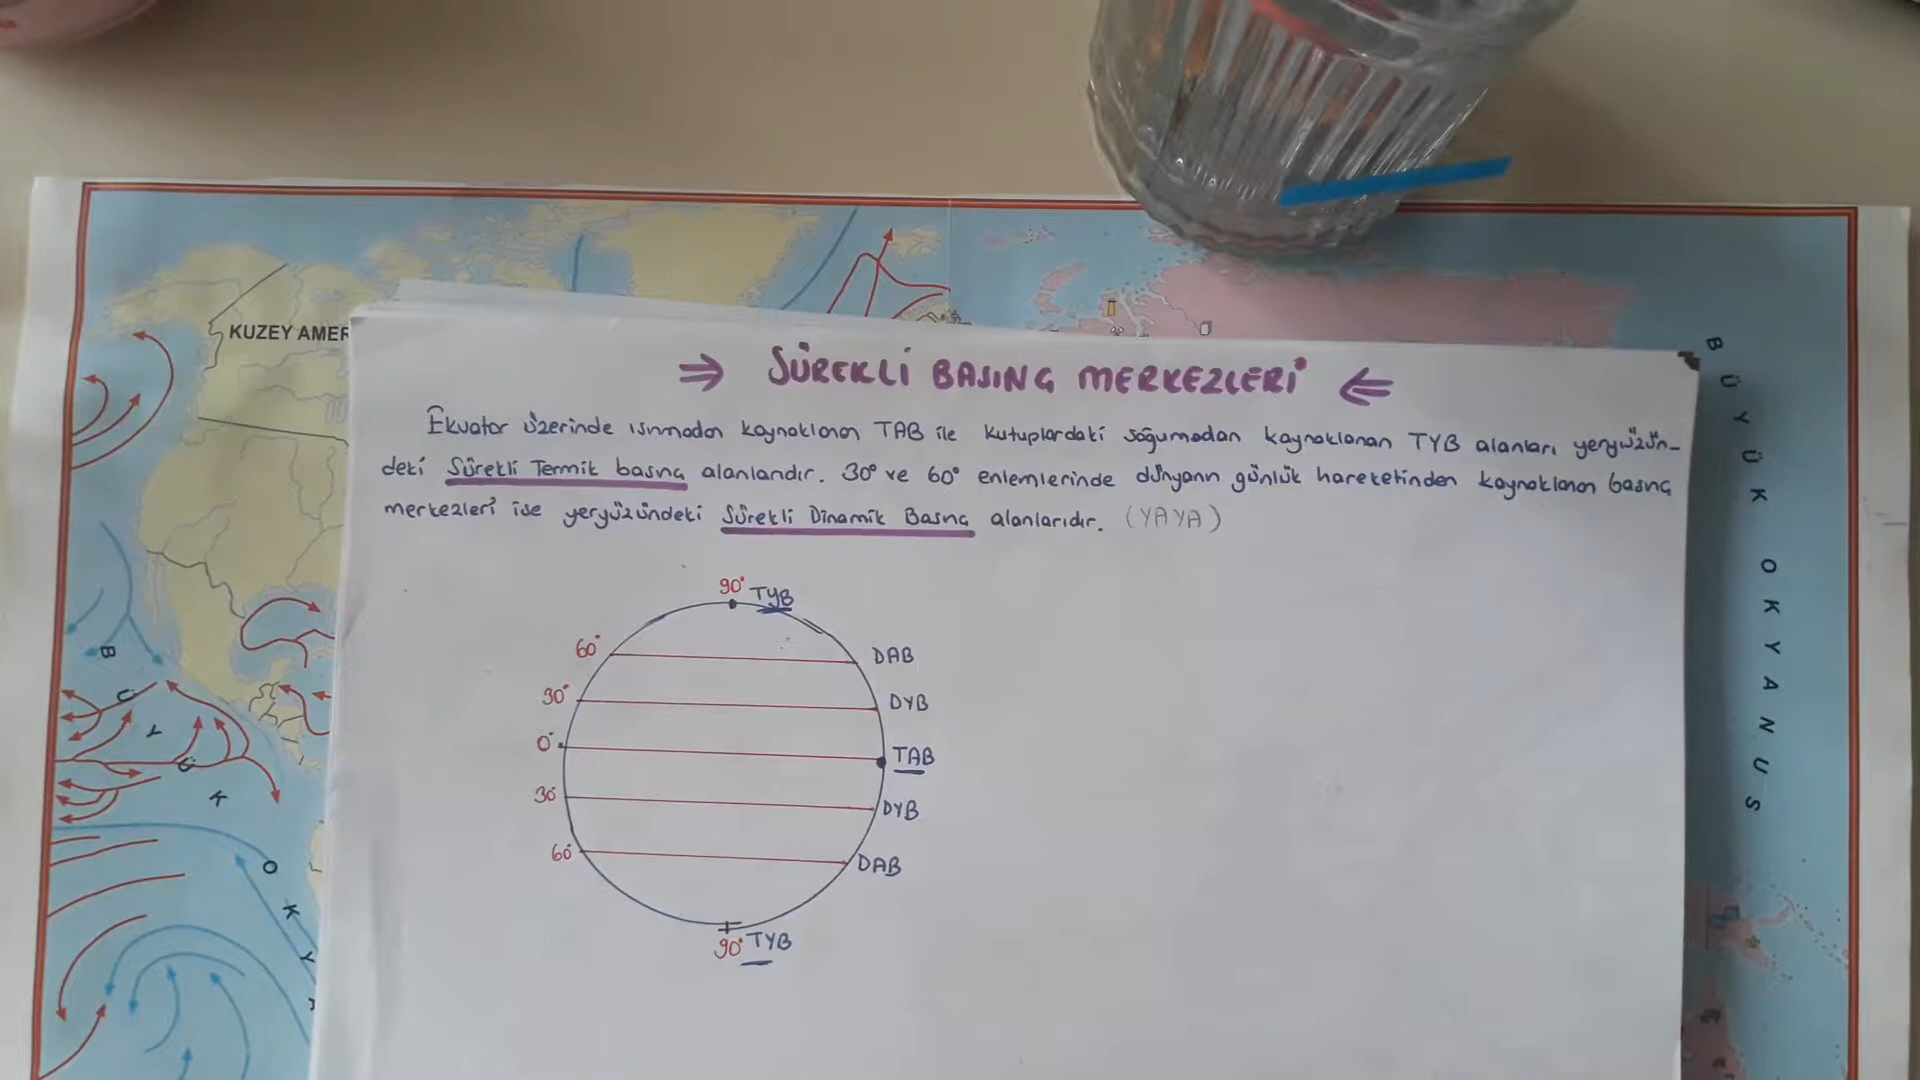 KUZEY AMER
BÜYÜK OKYANUS
BÜYÜK
OKYA
⇒ SÜREKLİ BASINÇ MERKEZLERİ ⇐
Ekvator üzerinde ısınmadan kaynaklanan TAB ile kutuplardaki soğumadan kaynaklanan TYB alanları yeryüzün-
deki Sürekli Termik basınç alanlarıdır. 30° ve 60° enlemlerinde dünyanın günlük hareketinden kaynaklanan basınç
merkezleri ise yeryüzündeki Sürekli Dinamik Basınç alanlarıdır. (YAYA)
90° TYB
60° DAB
30° DYB
0° TAB
30 DYB
60 DAB
90° TYB